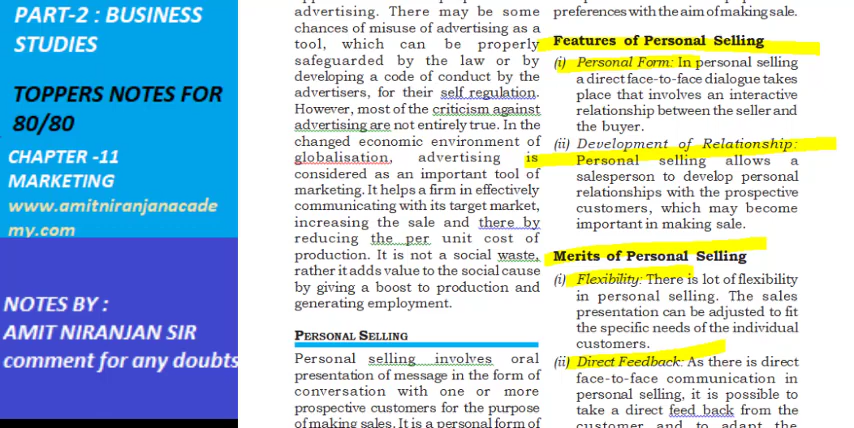 PART-2 : BUSINESS
STUDIES
TOPPERS NOTES FOR
80/80
CHAPTER -11
MARKETING
www.amitniranjanacade
my.com
NOTES BY :
AMIT NIRANJAN SIR
comment for any doubts
advertising. There may be some
chances of misuse of advertising as a
tool, which can be properly
safeguarded by the law or by
developing a code of conduct by the
advertisers, for their self regulation.
However, most of the criticism against
advertising are not entirely true. In the
changed economic environment of
globalisation, advertising is
considered as an important tool of
marketing. It helps a firm in effectively
communicating with its target market,
increasing the sale and there by
reducing the per unit cost of
production. It is not a social waste,
rather it adds value to the social cause
by giving a boost to production and
generating employment.
PERSONAL SELLING
Personal selling involves oral
presentation of message in the form of
conversation with one or more
prospective customers for the purpose
of making sales. It is a personal form of
preferences with the aim of making sale.
Features of Personal Selling
(i) Personal Form: In personal selling
a direct face-to-face dialogue takes
place that involves an interactive
relationship between the seller and
the buyer.
(ii) Development of Relationship:
Personal selling allows a
salesperson to develop personal
relationships with the prospective
customers, which may become
important in making sale.
Merits of Personal Selling
(i) Flexibility: There is lot of flexibility
in personal selling. The sales
presentation can be adjusted to fit
the specific needs of the individual
customers.
(ii) Direct Feedback: As there is direct
face-to-face communication in
personal selling, it is possible to
take a direct feed back from the
customer and to adapt the